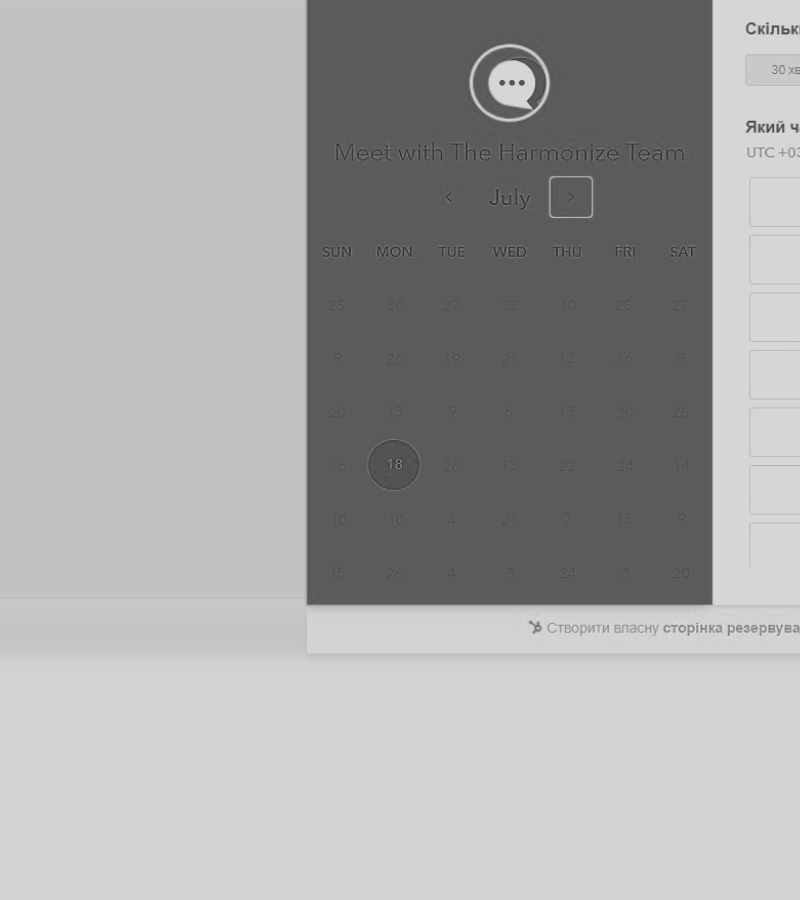 Meet with The Harmonize Team
July
SUN MON TUE WED THU FRI SAT
25 30 27 22 10 25 27
9 26 19 21 12 16 8
20 13 9 6 13 30 25
16 18 26 13 22 24 14
10 10 4 21 2 15 9
15 26 4 3 24 3 20
Скільк
30 хв
Який ч
UTC +03
Створити власну сторінка резервува